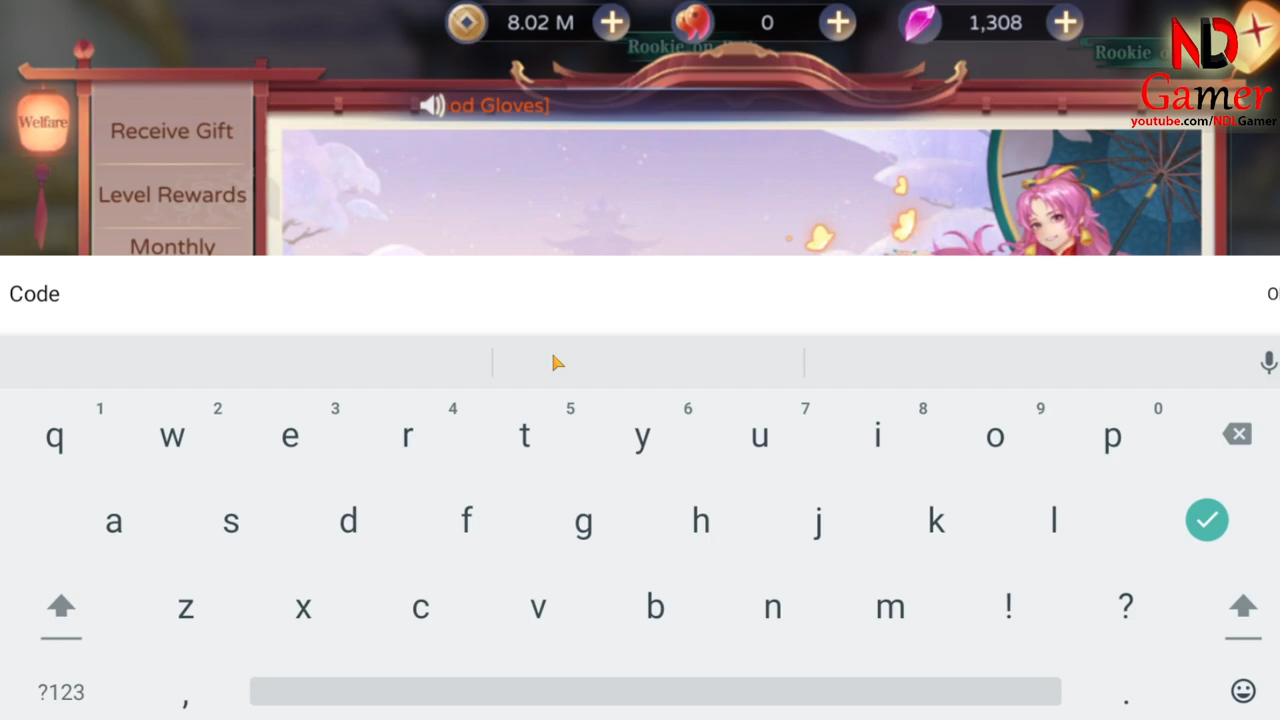 8.02 M
0
1,308
Rookie on
Rookie
ND
Gamer
youtube.com/NDLGamer
Welfare
od Gloves]
Receive Gift
Level Rewards
Monthly
Code
1 2 3 4 5 6 7 8 9 0
q w e r t y u i o p
a s d f g h j k l
z x c v b n m ! ?
?123 , .